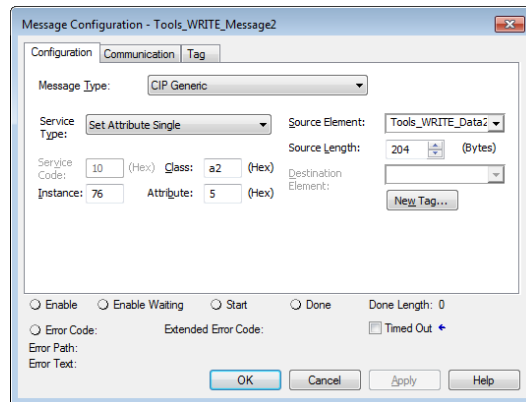 Message Configuration - Tools_WRITE_Message2
Configuration Communication Tag
Message Type: CIP Generic
Service Type: Set Attribute Single
Source Element: Tools_WRITE_Data2
Source Length: 204 (Bytes)
Service Code: 10 (Hex) Class: a2 (Hex)
Destination Element:
Instance: 76 Attribute: 5 (Hex)
New Tag...
Enable Enable Waiting Start Done Done Length: 0
Error Code: Extended Error Code: Timed Out
Error Path:
Error Text:
OK Cancel Apply Help